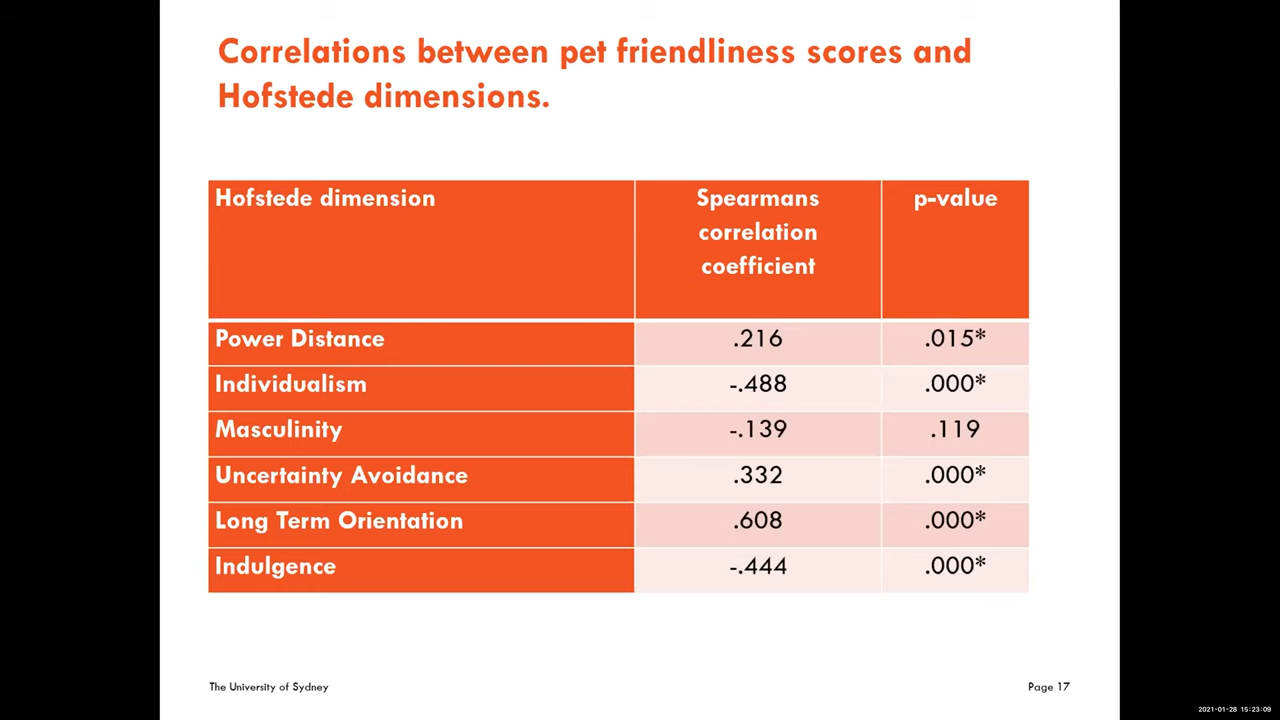 Correlations between pet friendliness scores and
Hofstede dimensions.
Hofstede dimension
Spearmans
correlation
coefficient
p-value
Power Distance .216 .015*
Individualism -.488 .000*
Masculinity -.139 .119
Uncertainty Avoidance .332 .000*
Long Term Orientation .608 .000*
Indulgence -.444 .000*
The University of Sydney
Page 17
2021-01-28 15:23:09